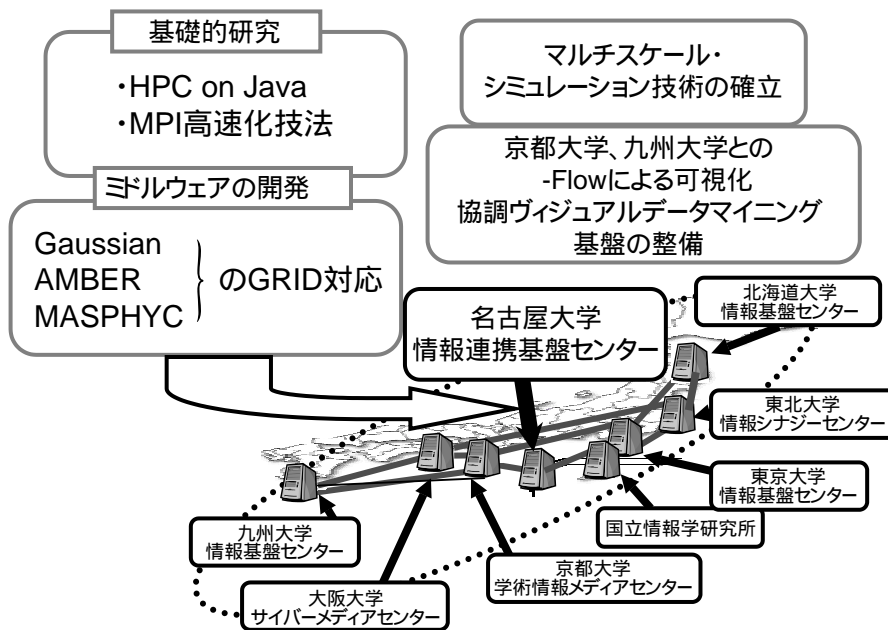 基礎的研究
・HPC on Java
・MPI高速化技法
ミドルウェアの開発
Gaussian
AMBER
MASPHYC
のGRID対応
マルチスケール・
シミュレーション技術の確立
京都大学、九州大学との
-Flowによる可視化
協調ヴィジュアルデータマイニング
基盤の整備
名古屋大学
情報連携基盤センター
北海道大学
情報基盤センター
東北大学
情報シナジーセンター
東京大学
情報基盤センター
国立情報学研究所
京都大学
学術情報メディアセンター
大阪大学
サイバーメディアセンター
九州大学
情報基盤センター